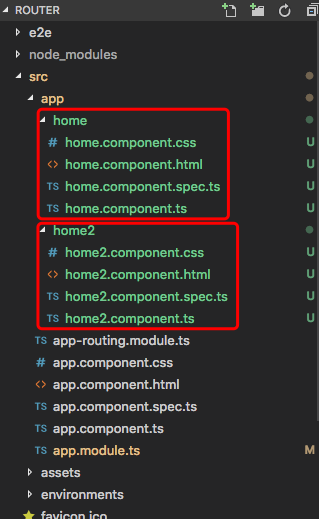 ROUTER
e2e
node_modules
src
app
home
# home.component.css U
<> home.component.html U
TS home.component.spec.ts U
TS home.component.ts U
home2
# home2.component.css U
<> home2.component.html U
TS home2.component.spec.ts U
TS home2.component.ts U
TS app-routing.module.ts
# app.component.css
<> app.component.html
TS app.component.spec.ts
TS app.component.ts
TS app.module.ts M
assets
environments
favicon.ico